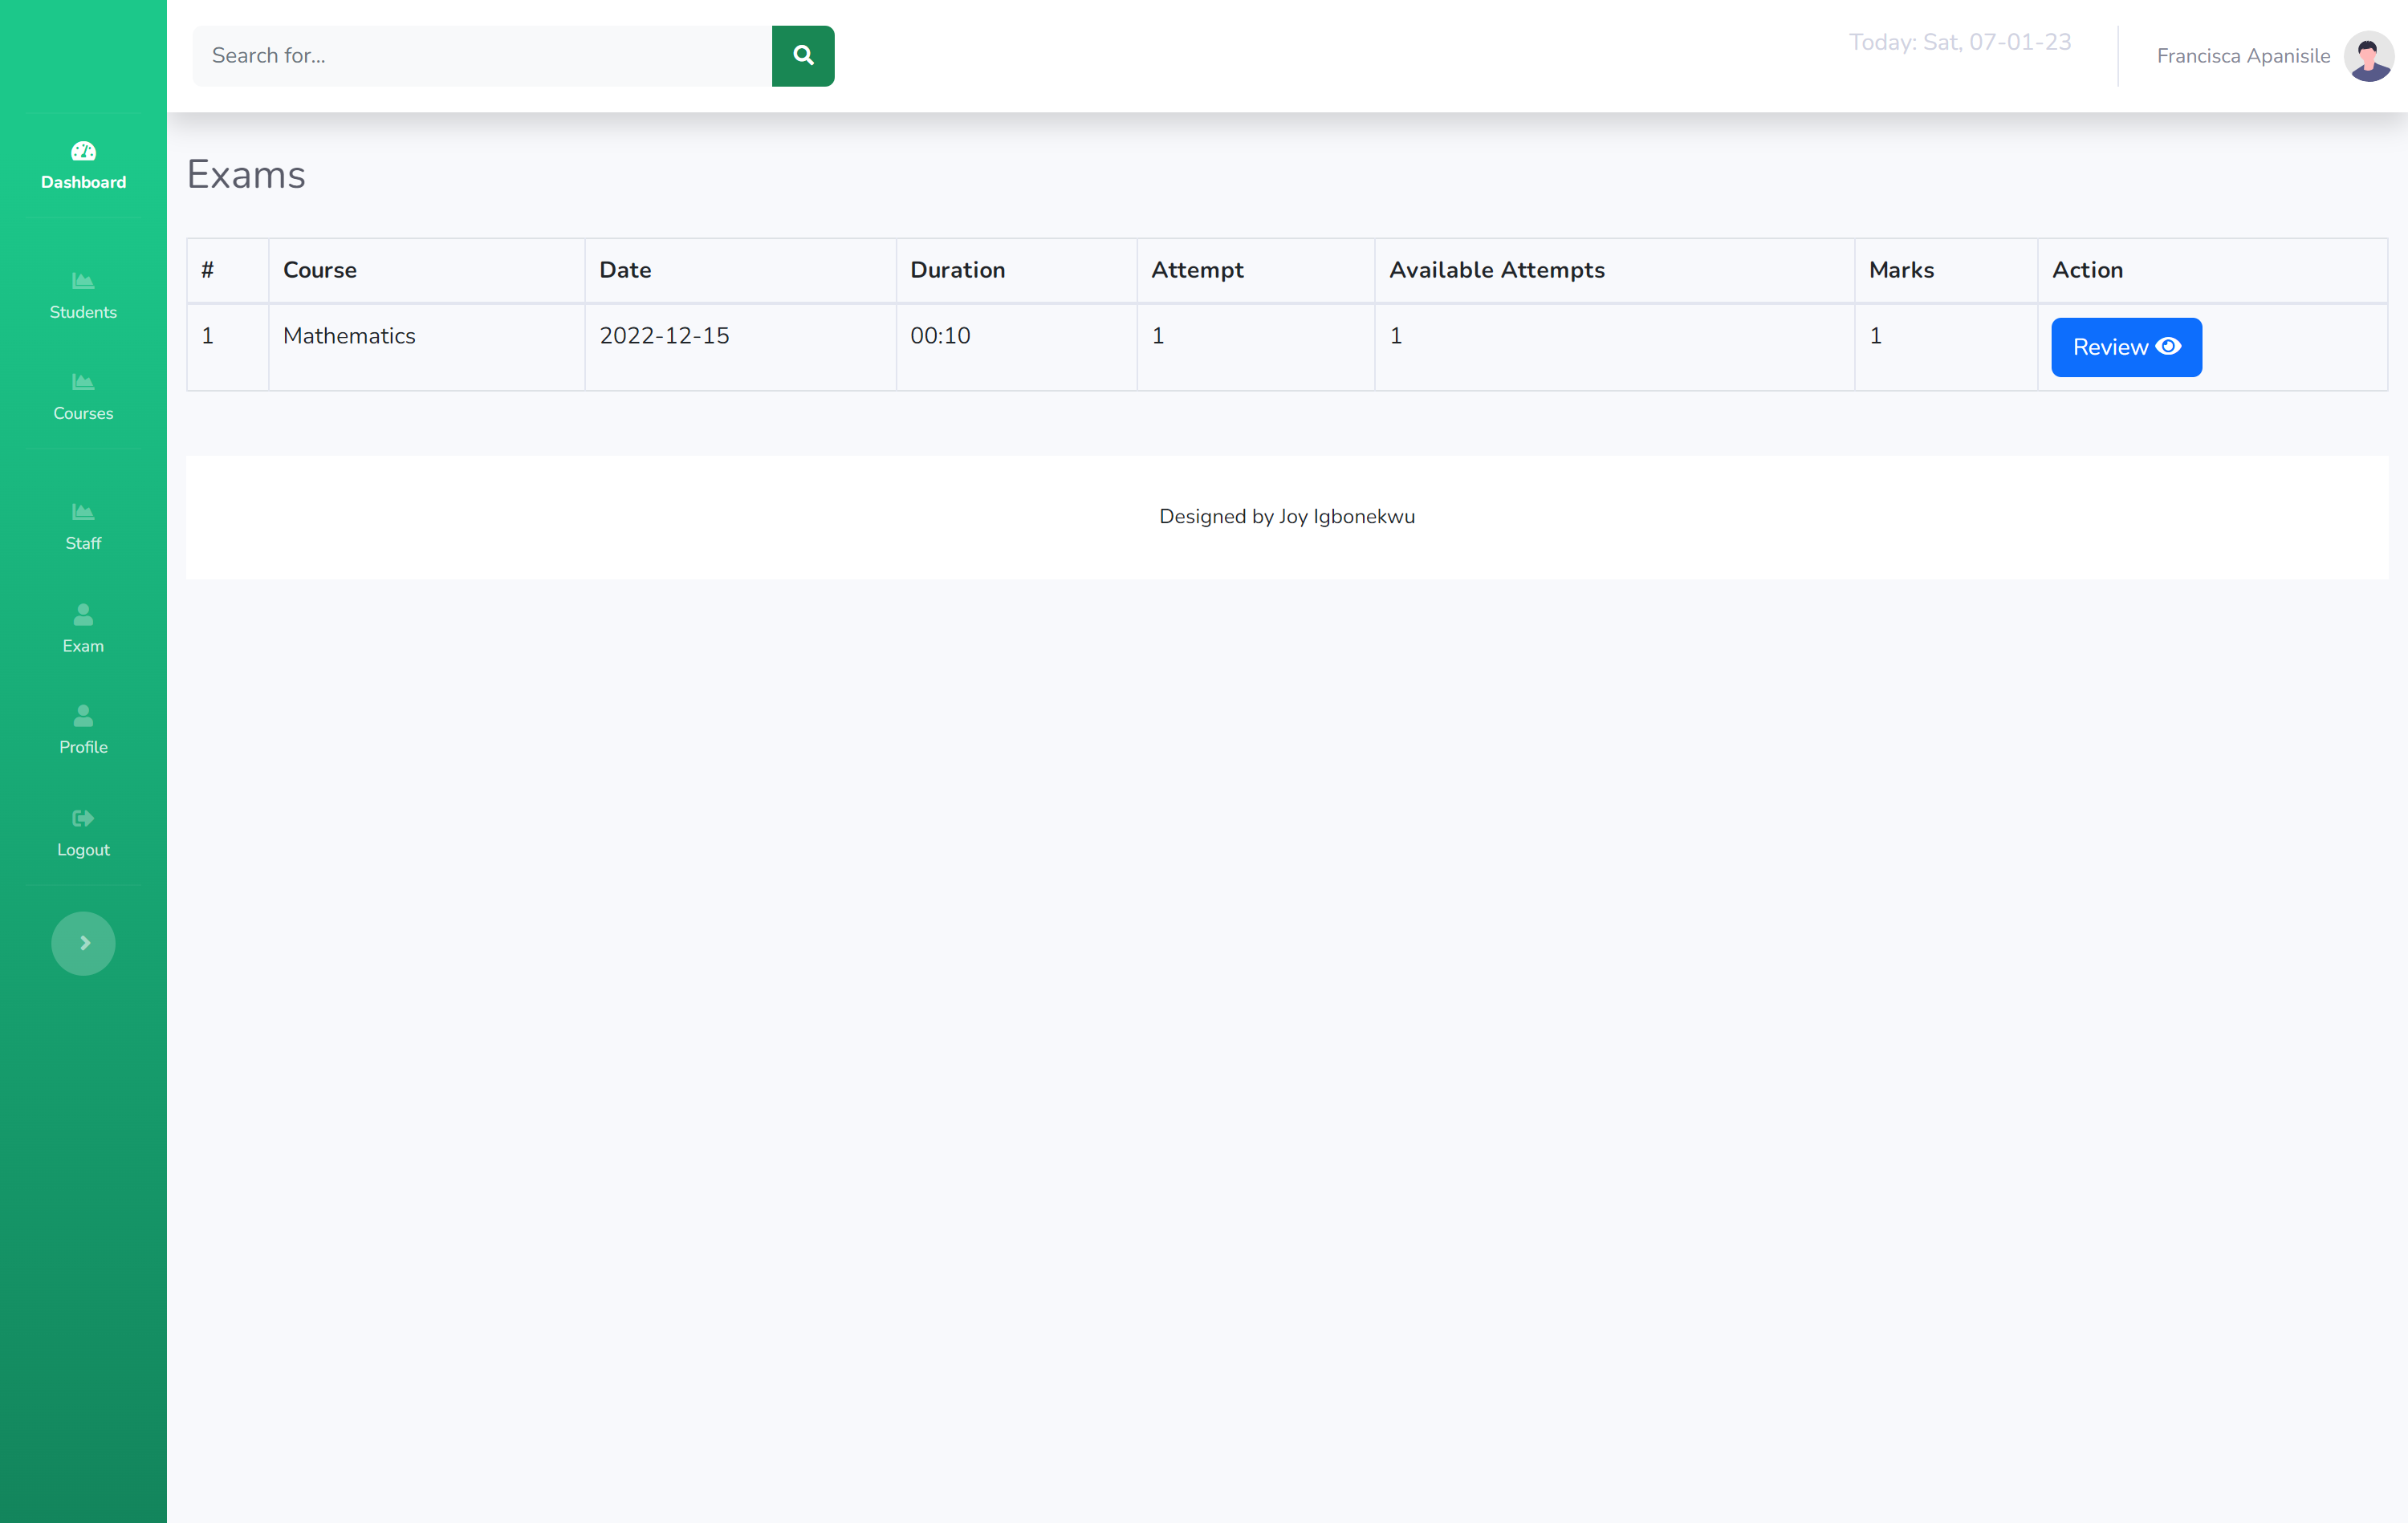 Search for...
Today: Sat, 07-01-23
Francisca Apanisile
Dashboard
Students
Courses
Staff
Exam
Profile
Logout
Exams
# Course Date Duration Attempt Available Attempts Marks Action
1 Mathematics 2022-12-15 00:10 1 1 1 Review
Designed by Joy Igbonekwu